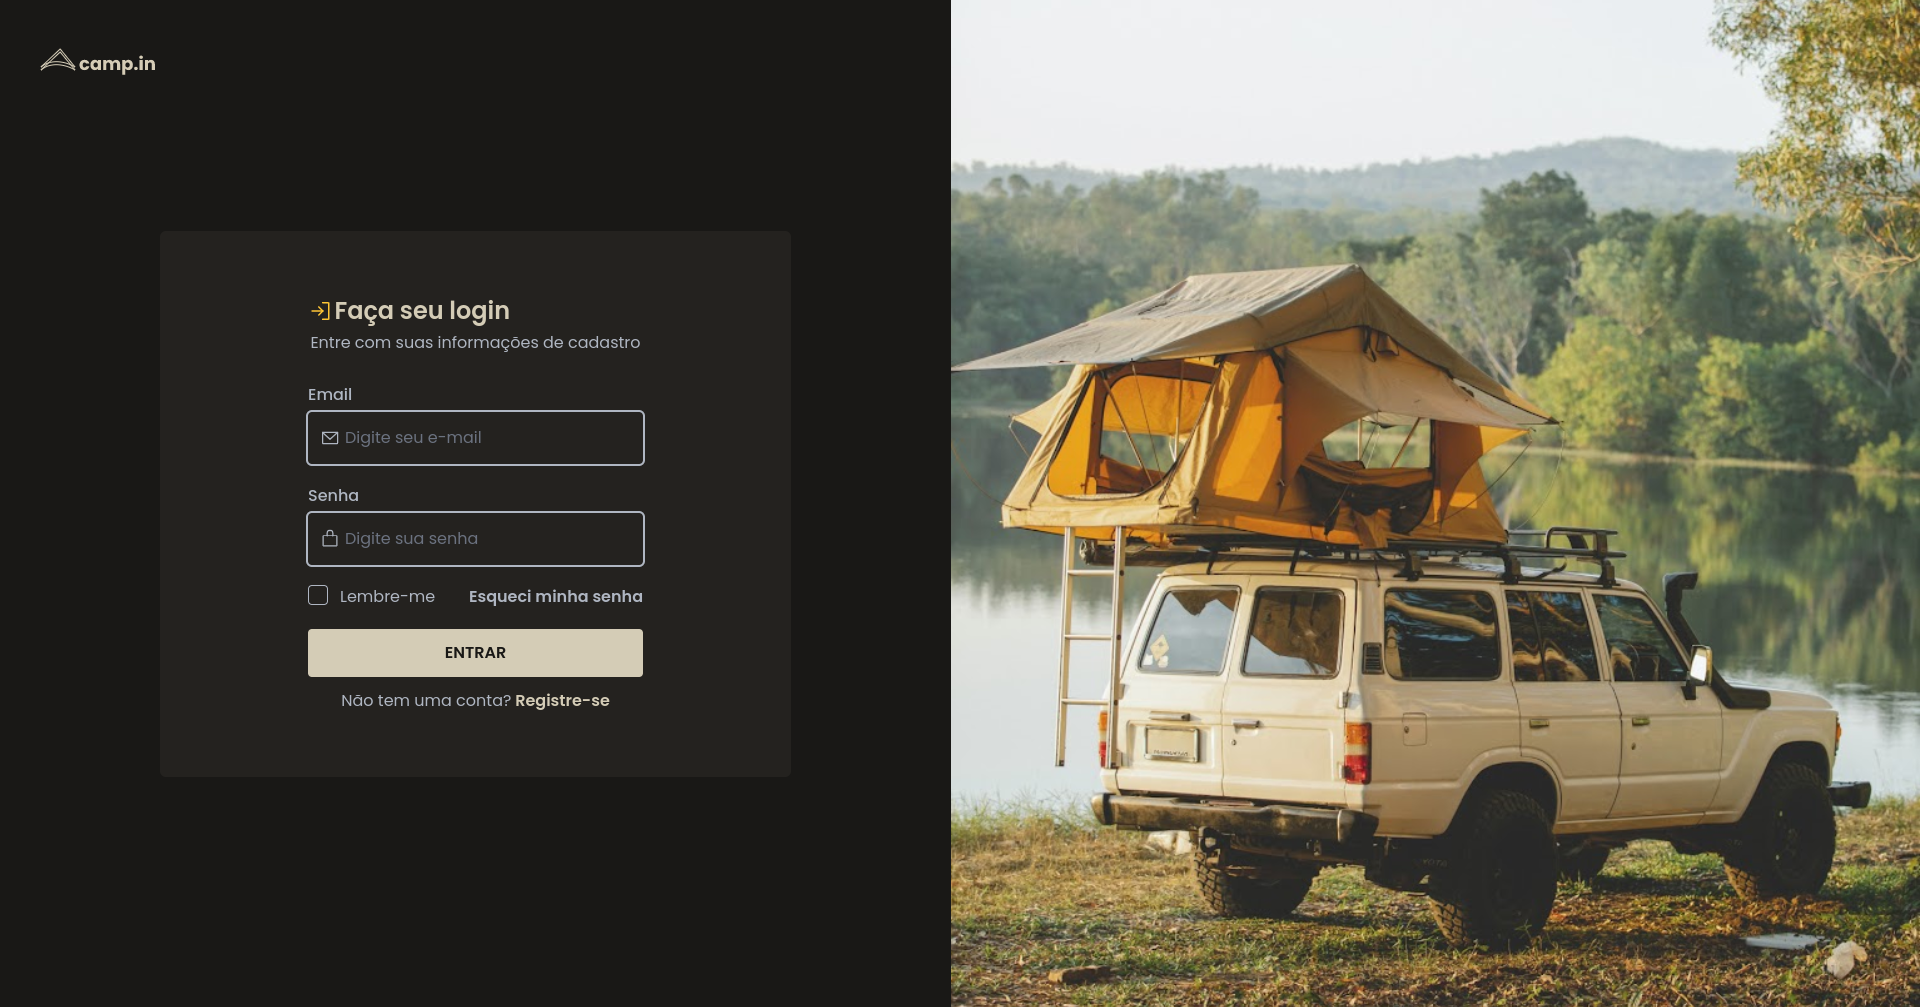 camp.in
Faça seu login
Entre com suas informações de cadastro
Email
Digite seu e-mail
Senha
Digite sua senha
Lembre-me Esqueci minha senha
ENTRAR
Não tem uma conta? Registre-se